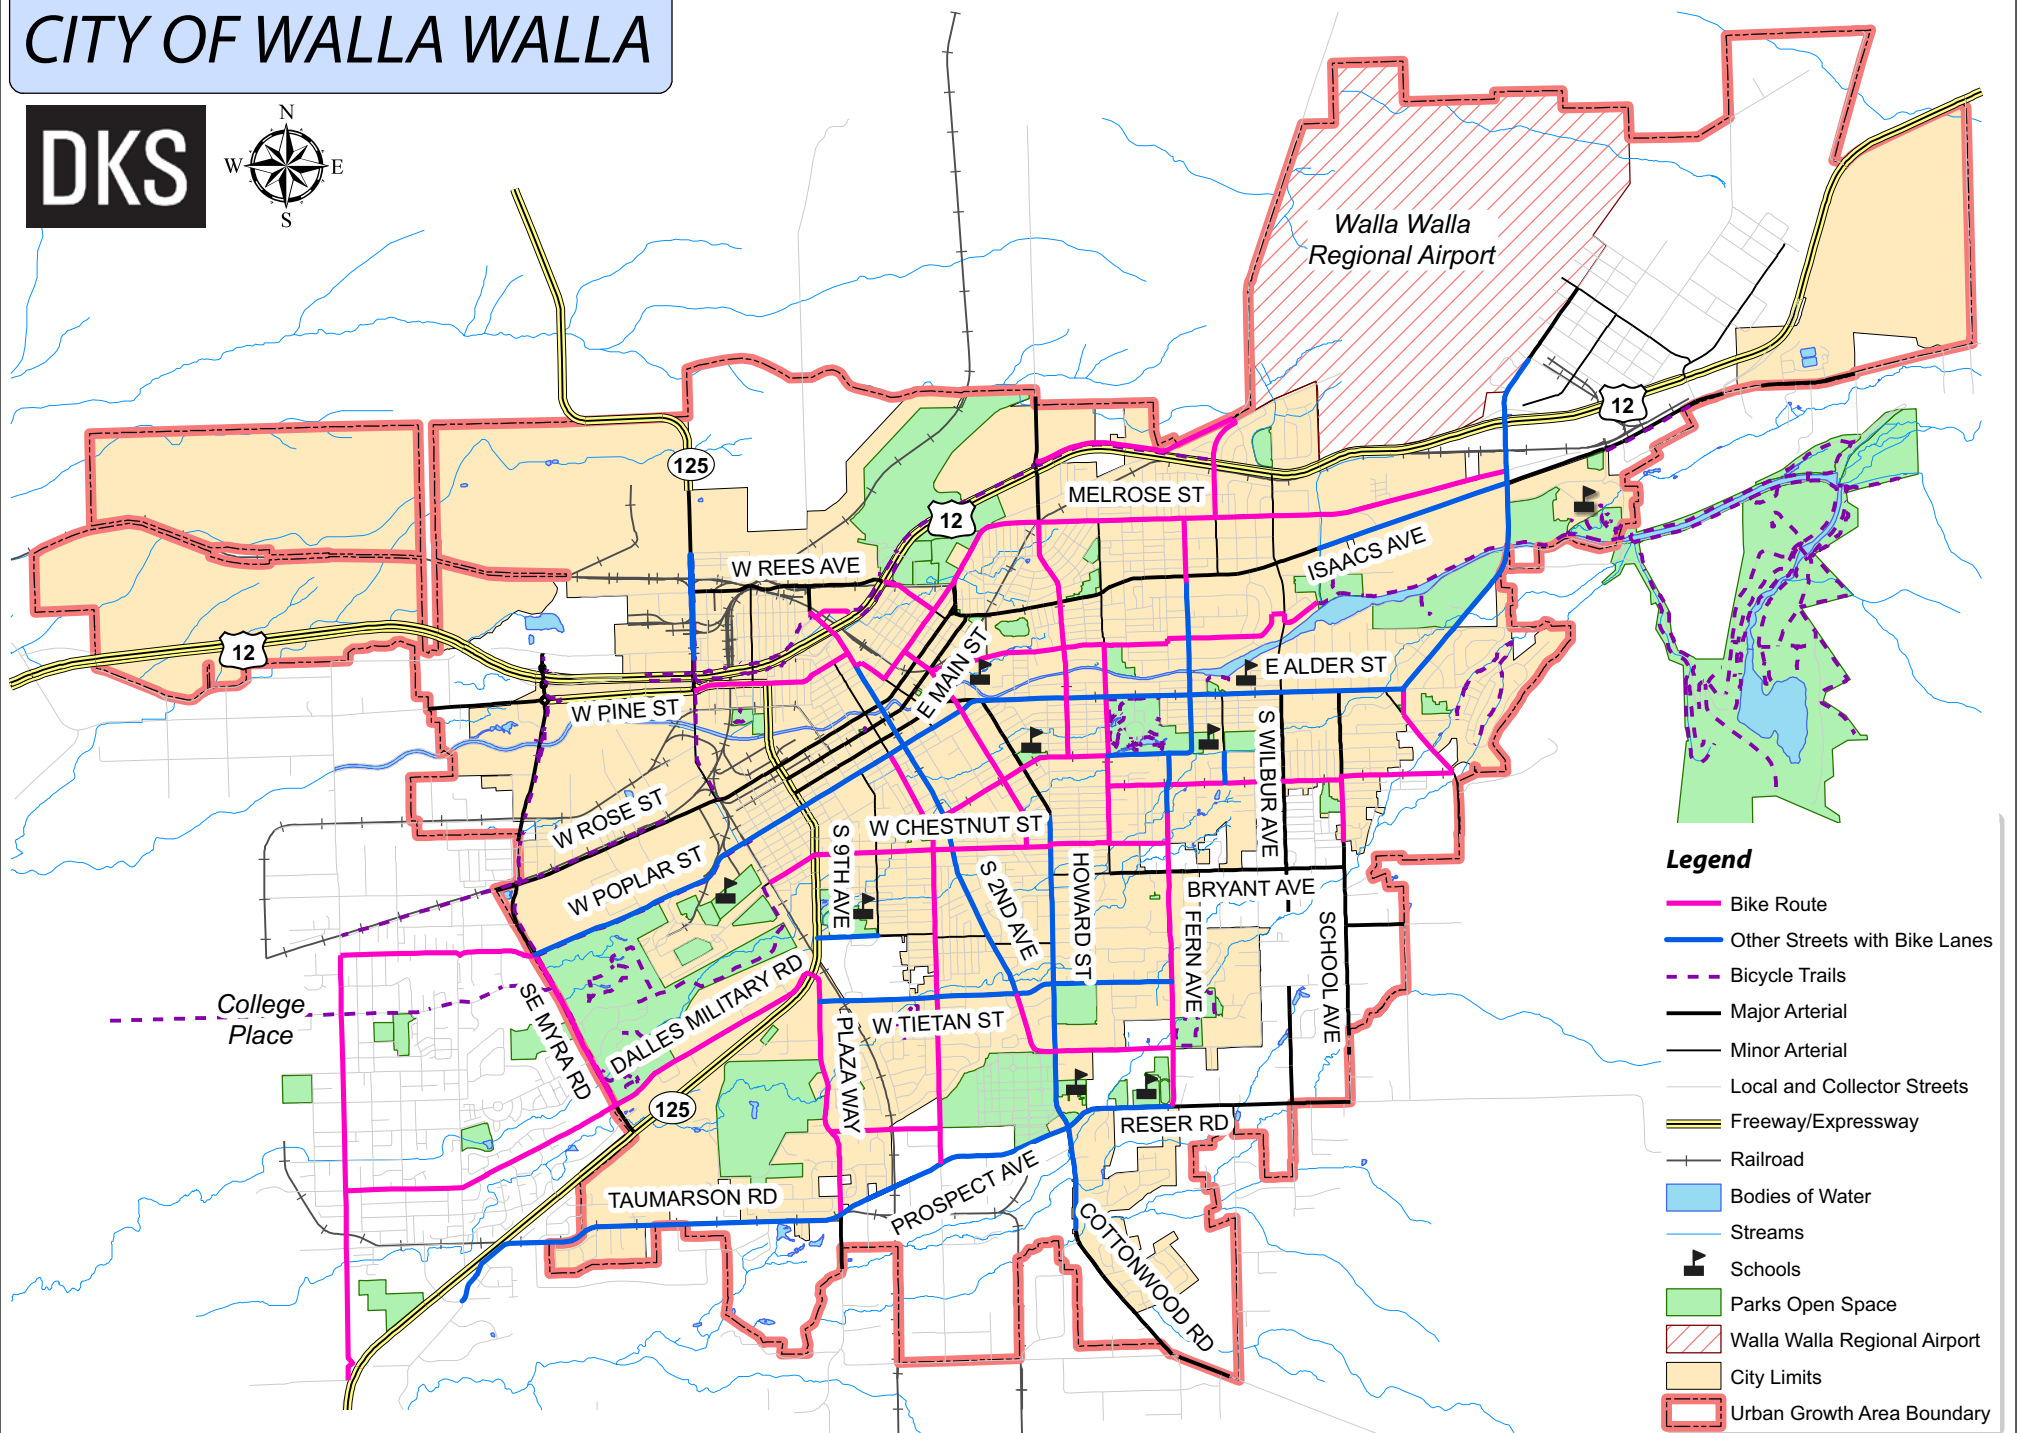 CITY OF WALLA WALLA
DKS
N
W
E
S
Walla Walla
Regional Airport
12
125
MELROSE ST
12
ISAACS AVE
W REES AVE
12
E MAIN ST
E ALDER ST
W PINE ST
S WILBUR AVE
W ROSE ST
W CHESTNUT ST
S 9TH AVE
W POPLAR ST
S 2ND AVE
HOWARD ST
BRYANT AVE
FERN AVE
SCHOOL AVE
College
Place
SE MYRA RD
DALLES MILITARY RD
W TIETAN ST
PLAZA WAY
125
RESER RD
TAUMARSON RD
PROSPECT AVE
COTTONWOOD RD
Legend
Bike Route
Other Streets with Bike Lanes
Bicycle Trails
Major Arterial
Minor Arterial
Local and Collector Streets
Freeway/Expressway
Railroad
Bodies of Water
Streams
Schools
Parks Open Space
Walla Walla Regional Airport
City Limits
Urban Growth Area Boundary